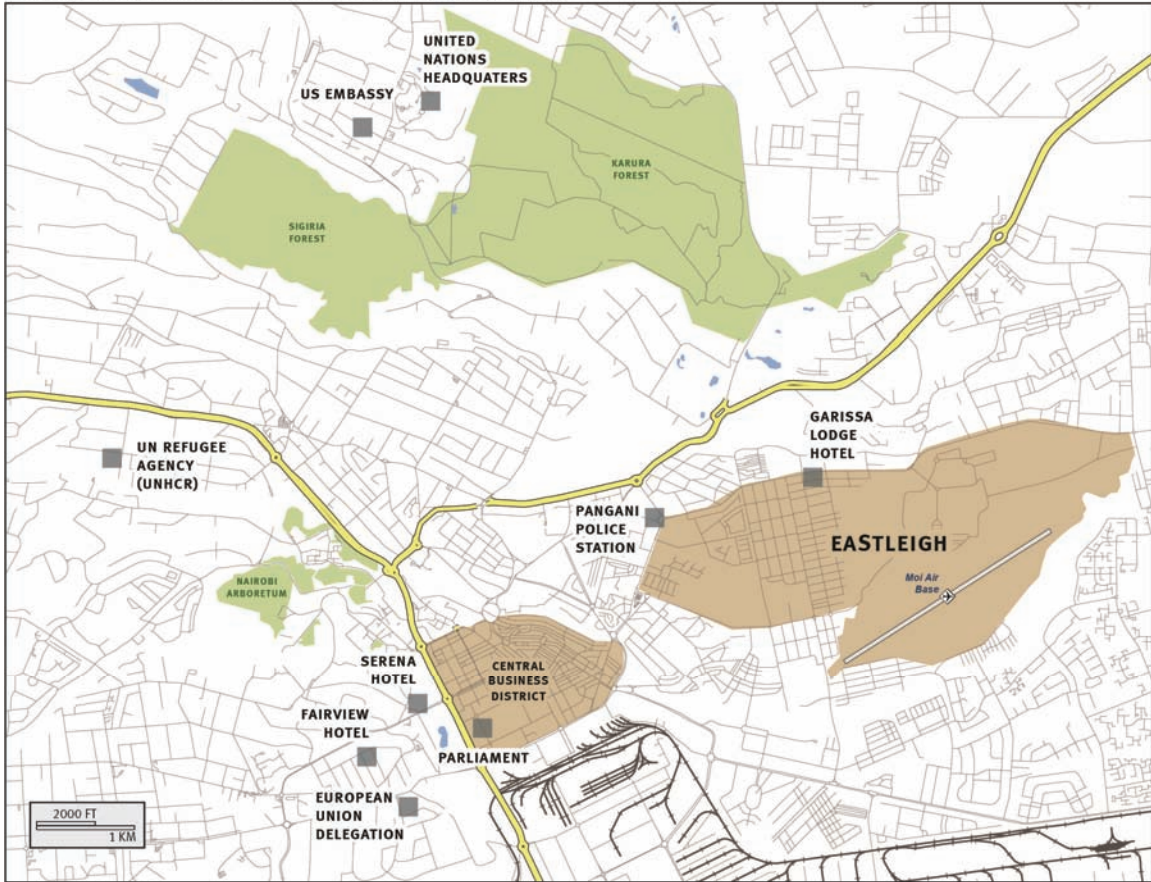 UNITED
NATIONS
HEADQUATERS
US EMBASSY
KARURA
FOREST
SIGIRIA
FOREST
GARISSA
LODGE
HOTEL
UN REFUGEE
AGENCY
(UNHCR)
PANGANI
POLICE
STATION
EASTLEIGH
Moi Air
Base
NAIROBI
ARBORETUM
SERENA
HOTEL
CENTRAL
BUSINESS
DISTRICT
FAIRVIEW
HOTEL
PARLIAMENT
EUROPEAN
UNION
DELEGATION
2000 FT
1 KM